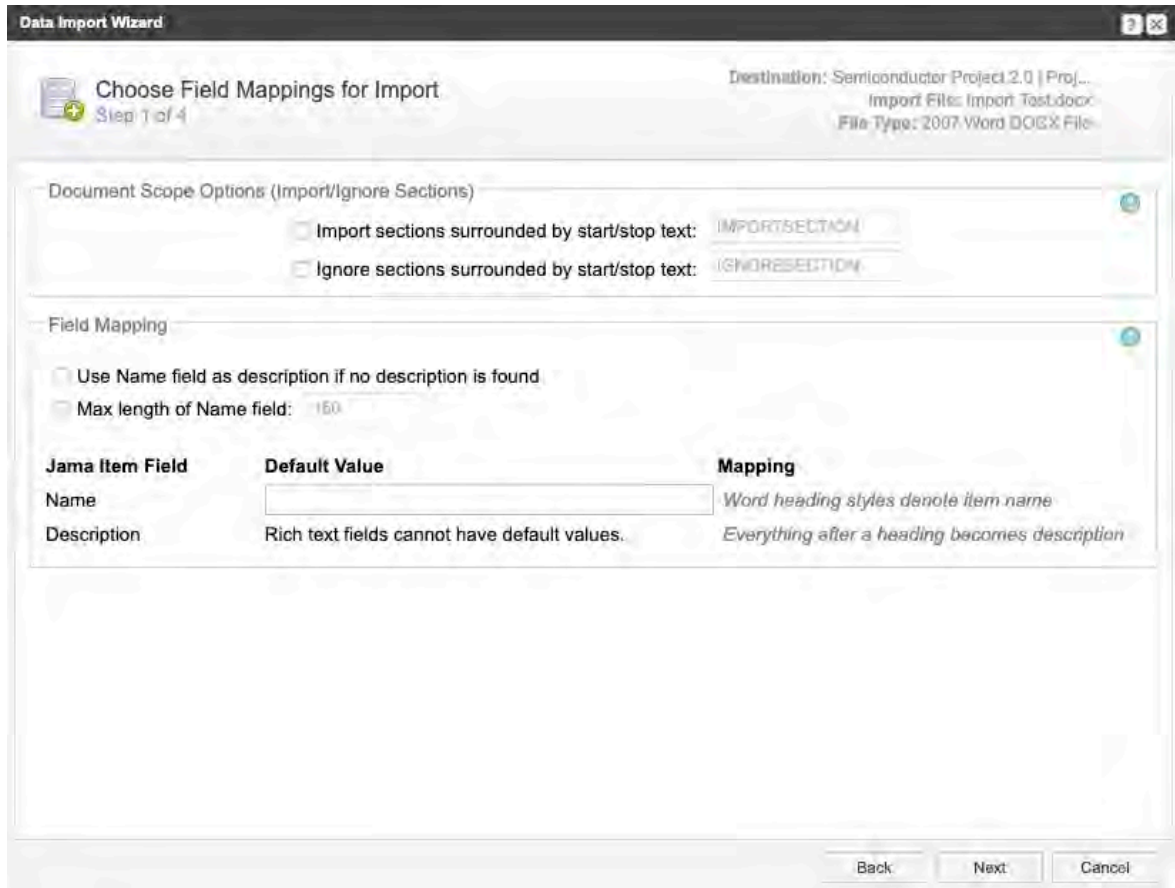 Data Import Wizard
Choose Field Mappings for Import
Step 1 of 4
Destination: Semiconductor Project 2.0 | Proj...
Import File: Import Test.docx
File Type: 2007 Word DOCX File
Document Scope Options (Import/Ignore Sections)
Import sections surrounded by start/stop text: IMPORTSECTION
Ignore sections surrounded by start/stop text: IGNORESECTION
Field Mapping
Use Name field as description if no description is found
Max length of Name field: 150
Jama Item Field Default Value Mapping
Name Word heading styles denote item name
Description Rich text fields cannot have default values. Everything after a heading becomes description
Back Next Cancel